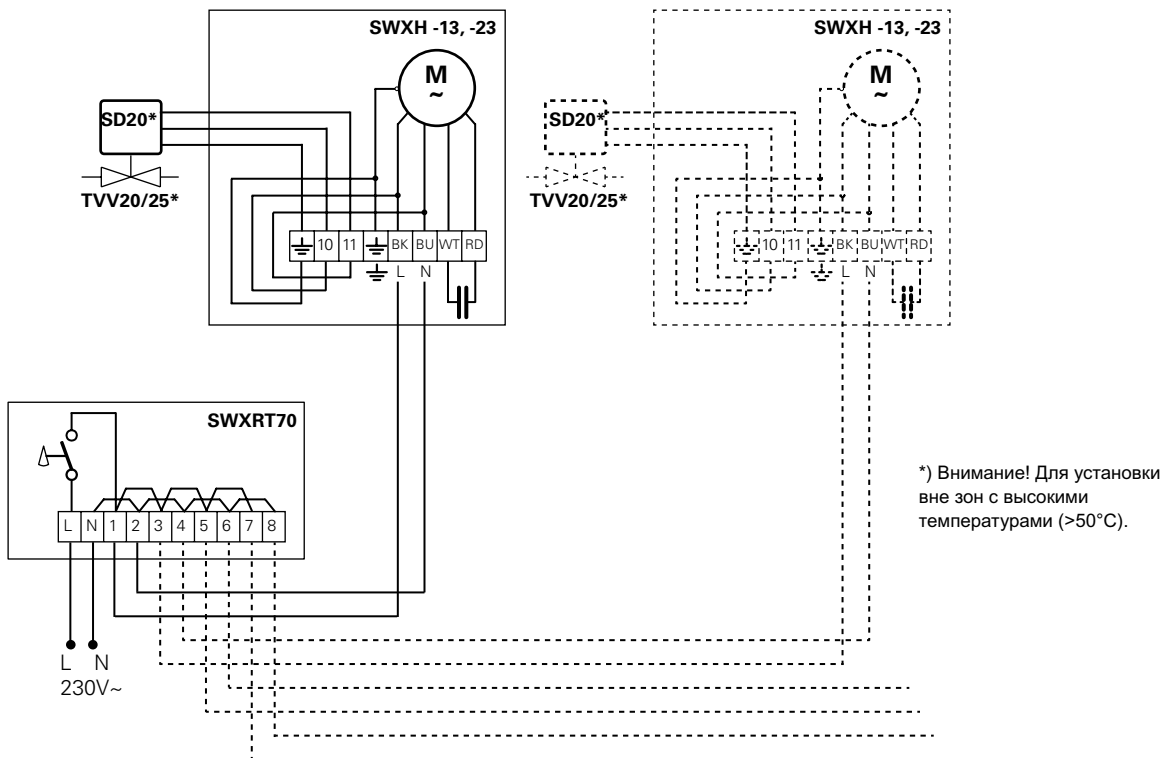 SWXH -13, -23
M
~
SD20*
TVV20/25*
10 11 BK BU WT RD
L N
SWXH -13, -23
M
~
SD20*
TVV20/25*
10 11 BK BU WT RD
L N
SWXRT70
L N 1 2 3 4 5 6 7 8
L N
230V~
*) Внимание! Для установки
вне зон с высокими
температурами (>50°C).